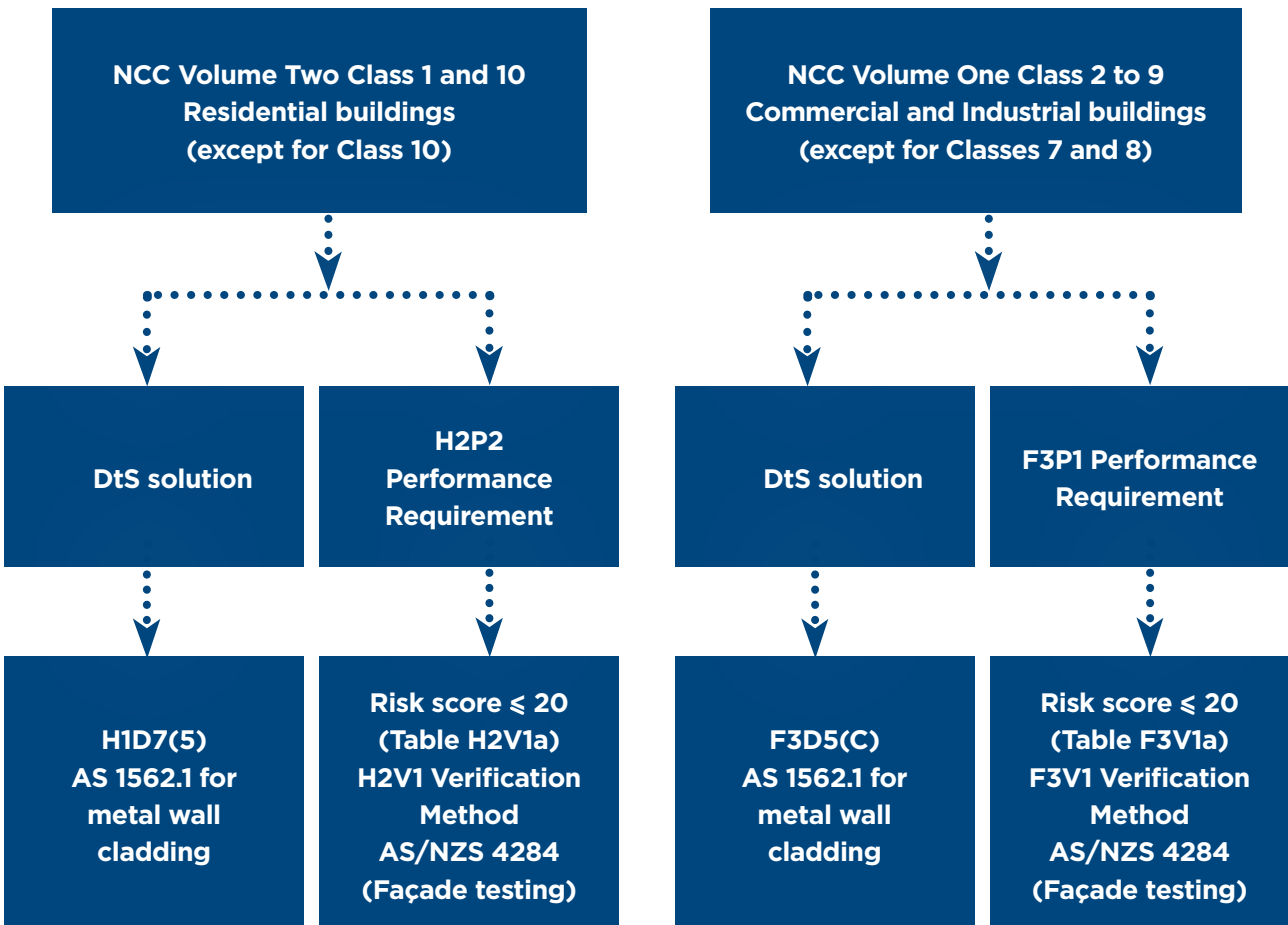 NCC Volume Two Class 1 and 10
Residential buildings
(except for Class 10)
NCC Volume One Class 2 to 9
Commercial and Industrial buildings
(except for Classes 7 and 8)
DtS solution
H2P2
Performance
Requirement
DtS solution
F3P1 Performance
Requirement
H1D7(5)
AS 1562.1 for
metal wall
cladding
Risk score ⩽ 20
(Table H2V1a)
H2V1 Verification
Method
AS/NZS 4284
(Façade testing)
F3D5(C)
AS 1562.1 for
metal wall
cladding
Risk score ⩽ 20
(Table F3V1a)
F3V1 Verification
Method
AS/NZS 4284
(Façade testing)